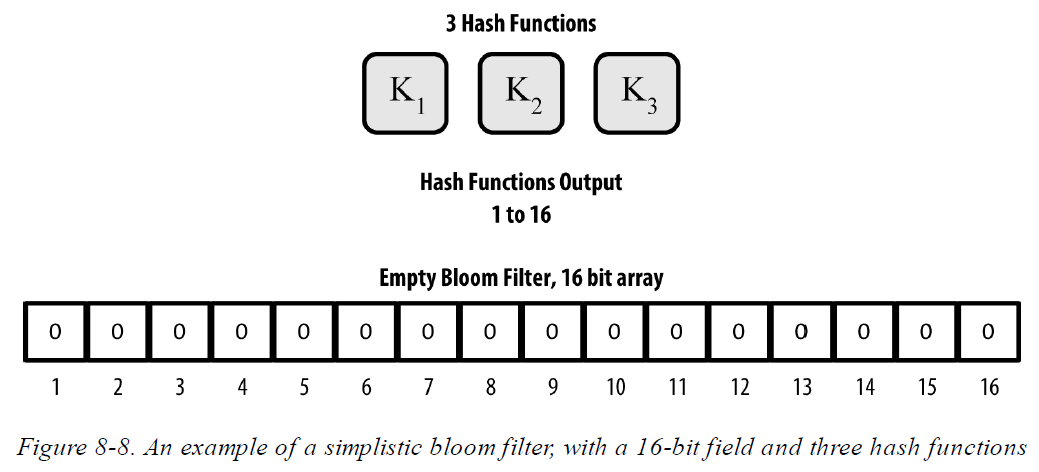 3 Hash Functions
K1 K2 K3
Hash Functions Output
1 to 16
Empty Bloom Filter, 16 bit array
0 0 0 0 0 0 0 0 0 0 0 0 0 0 0 0
1 2 3 4 5 6 7 8 9 10 11 12 13 14 15 16
Figure 8-8. An example of a simplistic bloom filter, with a 16-bit field and three hash functions